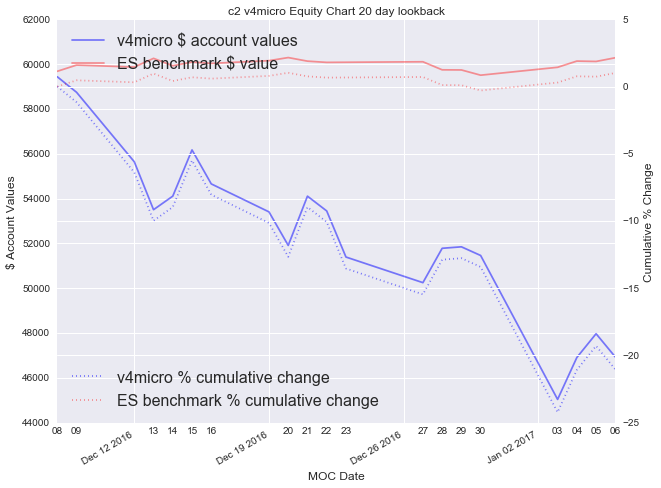 c2 v4micro Equity Chart 20 day lookback
v4micro $ account values
ES benchmark $ value
v4micro % cumulative change
ES benchmark % cumulative change
$ Account Values
62000
60000
58000
56000
54000
52000
50000
48000
46000
44000
Cumulative % Change
5
0
−5
−10
−15
−20
−25
08 09 13 14 15 16 20 21 22 23 27 28 29 30 03 04 05 06
Dec 12 2016 Dec 19 2016 Dec 26 2016 Jan 02 2017
MOC Date